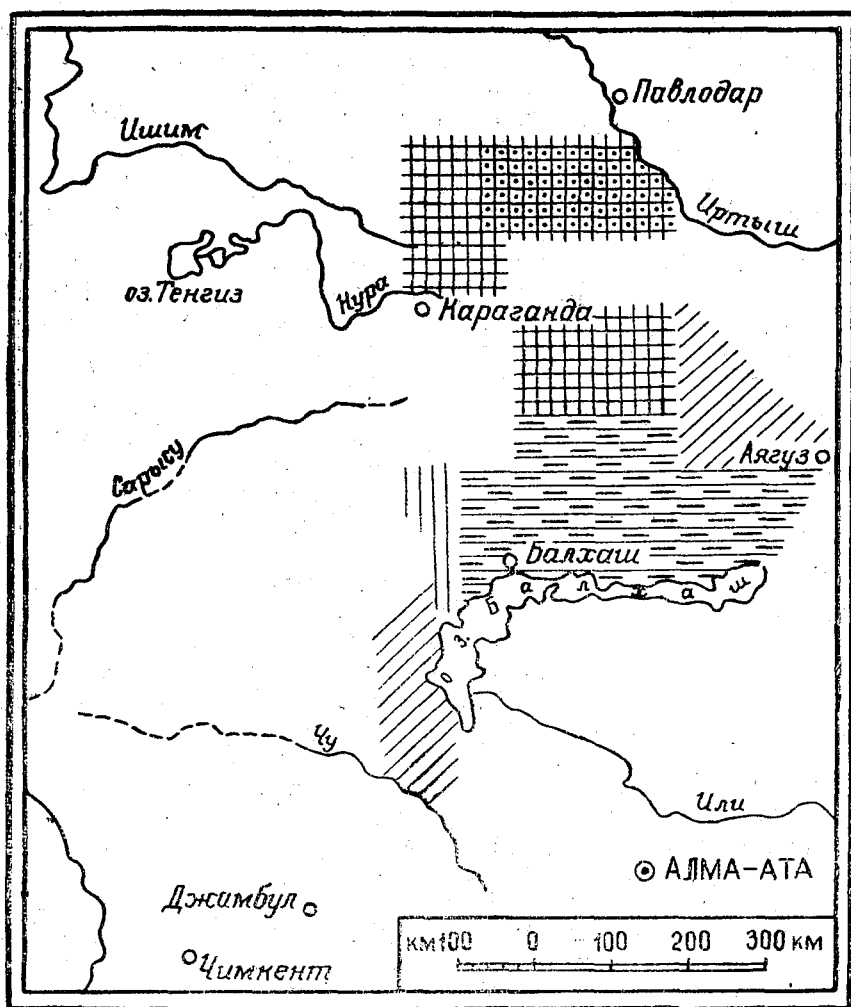 Павлодар
Ишим
Иртыш
оз. Тенгиз
Нура
Караганда
Сарысу
Аягуз
Балхаш
оз. Балхаш
Чу
Или
АЛМА-АТА
Джамбул
Чимкент
км100 0 100 200 300 км